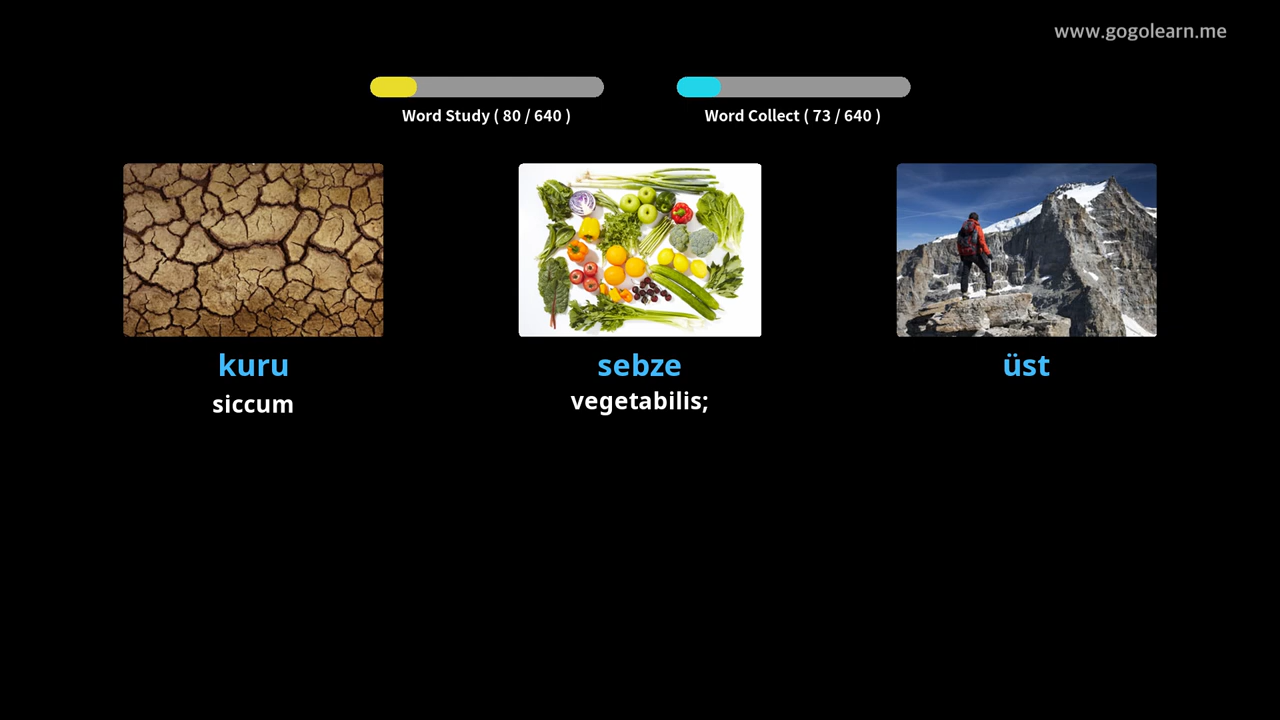 www.gogolearn.me
Word Study ( 80 / 640 )
Word Collect ( 73 / 640 )
kuru
siccum
sebze
vegetabilis;
üst